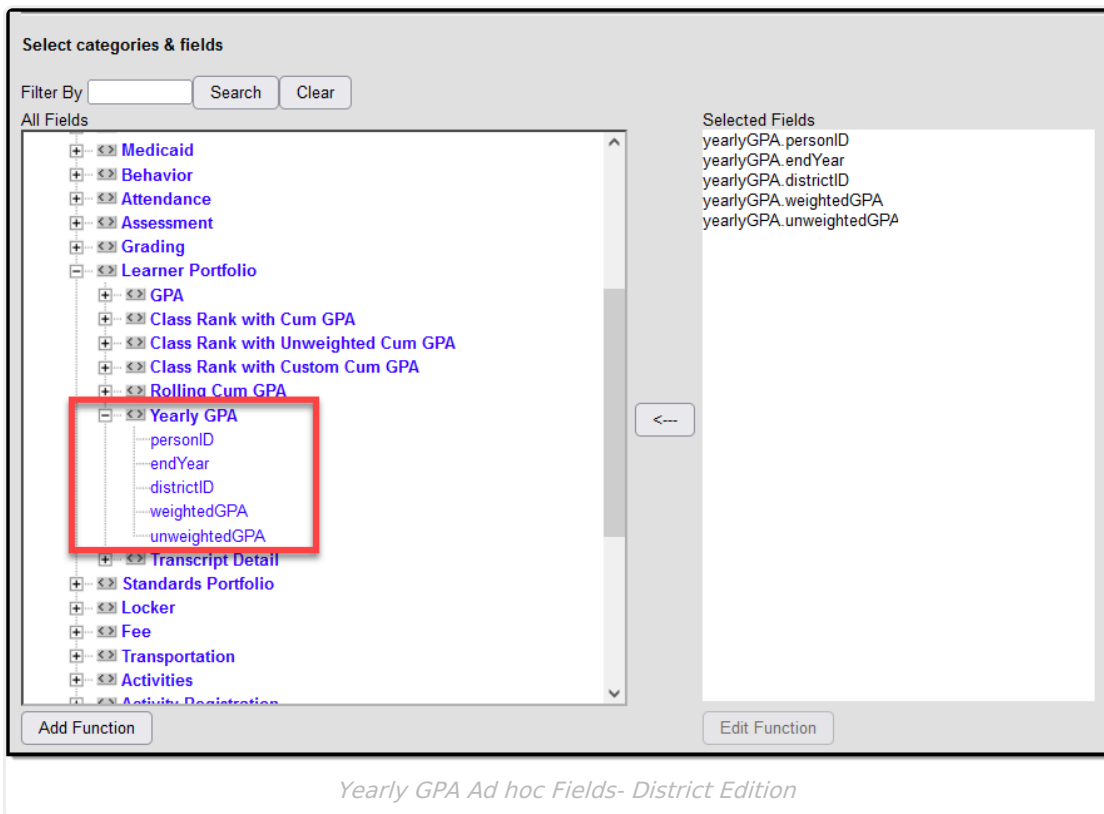 Select categories & fields
Filter By Search Clear
All Fields
Medicaid
Behavior
Attendance
Assessment
Grading
Learner Portfolio
GPA
Class Rank with Cum GPA
Class Rank with Unweighted Cum GPA
Class Rank with Custom Cum GPA
Rolling Cum GPA
Yearly GPA
personID
endYear
districtID
weightedGPA
unweightedGPA
Transcript Detail
Standards Portfolio
Locker
Fee
Transportation
Activities
Activity Registration
Add Function
<---
Selected Fields
yearlyGPA.personID
yearlyGPA.endYear
yearlyGPA.districtID
yearlyGPA.weightedGPA
yearlyGPA.unweightedGPA
Edit Function
Yearly GPA Ad hoc Fields- District Edition